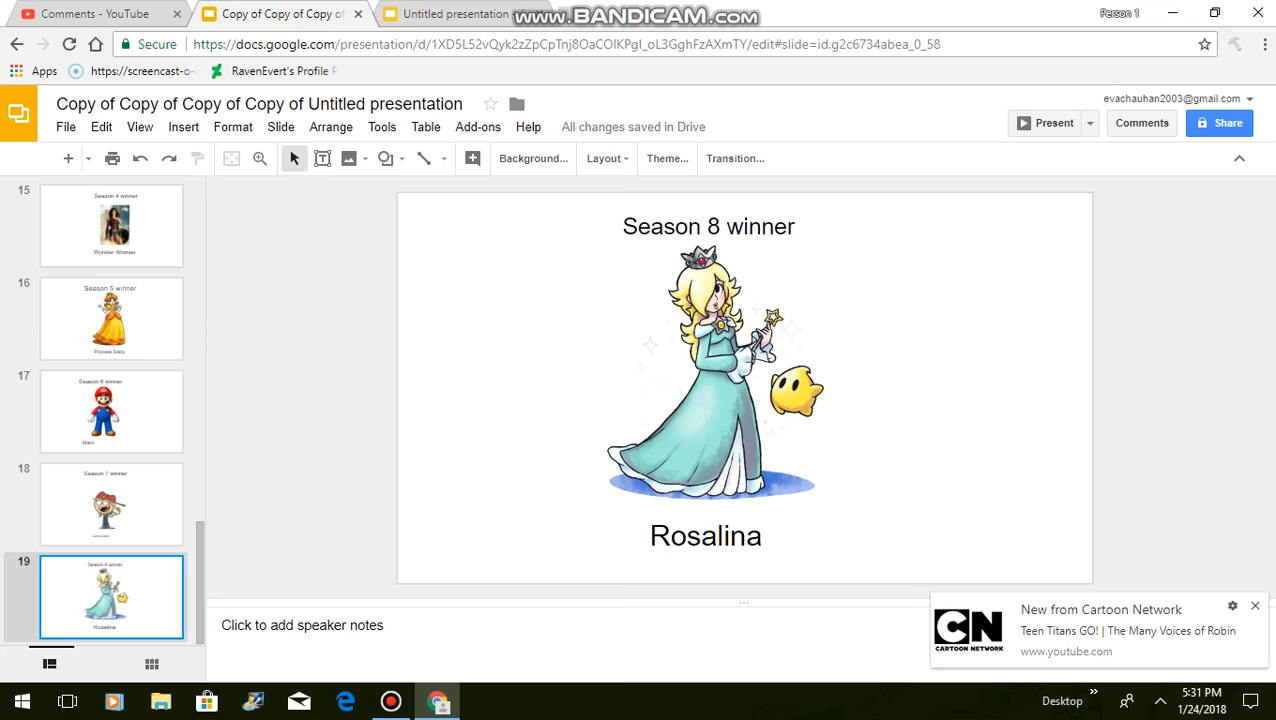 Comments - YouTube
Copy of Copy of Copy of
Untitled presentation
www.BANDICAM.com
Person 1
Secure
https://docs.google.com/presentation/d/1XD5L52vQyk2zZpCpTnj8OaCOIKPgI_oL3GghFzAXmTY/edit#slide=id.g2c6734abea_0_58
Apps
https://screencast-o-
RavenEvert's Profile
Copy of Copy of Copy of Copy of Untitled presentation
evachauhan2003@gmail.com
File Edit View Insert Format Slide Arrange Tools Table Add-ons Help All changes saved in Drive
Present Comments Share
Background... Layout Theme... Transition...
15
Season 4 winner
Wonder Woman
16
Season 5 winner
Princess Daisy
17
Season 6 winner
Mario
18
Season 7 winner
19
Season 8 winner
Rosalina
Season 8 winner
Rosalina
Click to add speaker notes
CN
CARTOON NETWORK
New from Cartoon Network
Teen Titans GO! | The Many Voices of Robin
www.youtube.com
Desktop
5:31 PM
1/24/2018